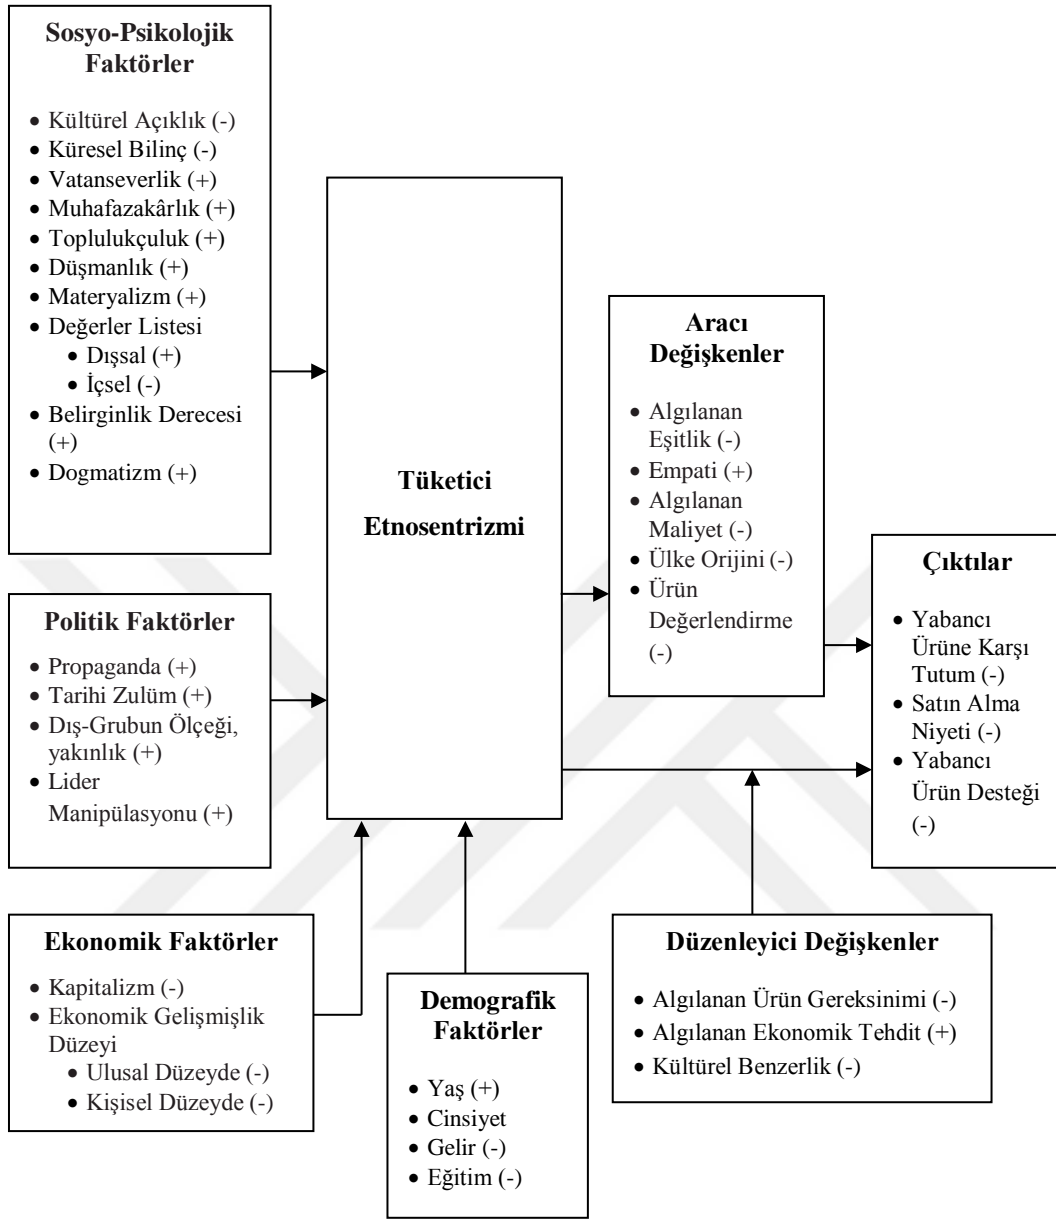 Sosyo-Psikolojik
Faktörler
• Kültürel Açıklık (-)
• Küresel Bilinç (-)
• Vatanseverlik (+)
• Muhafazakârlık (+)
• Toplulukçuluk (+)
• Düşmanlık (+)
• Materyalizm (+)
• Değerler Listesi
• Dışsal (+)
• İçsel (-)
• Belirginlik Derecesi
(+)
• Dogmatizm (+)
Politik Faktörler
• Propaganda (+)
• Tarihi Zulüm (+)
• Dış-Grubun Ölçeği,
yakınlık (+)
• Lider
Manipülasyonu (+)
Ekonomik Faktörler
• Kapitalizm (-)
• Ekonomik Gelişmişlik
Düzeyi
• Ulusal Düzeyde (-)
• Kişisel Düzeyde (-)
Tüketici
Etnosentrizmi
Demografik
Faktörler
• Yaş (+)
• Cinsiyet
• Gelir (-)
• Eğitim (-)
Aracı
Değişkenler
• Algılanan
Eşitlik (-)
• Empati (+)
• Algılanan
Maliyet (-)
• Ülke Orijini (-)
• Ürün
Değerlendirme
(-)
Düzenleyici Değişkenler
• Algılanan Ürün Gereksinimi (-)
• Algılanan Ekonomik Tehdit (+)
• Kültürel Benzerlik (-)
Çıktılar
• Yabancı
Ürüne Karşı
Tutum (-)
• Satın Alma
Niyeti (-)
• Yabancı
Ürün Desteği
(-)